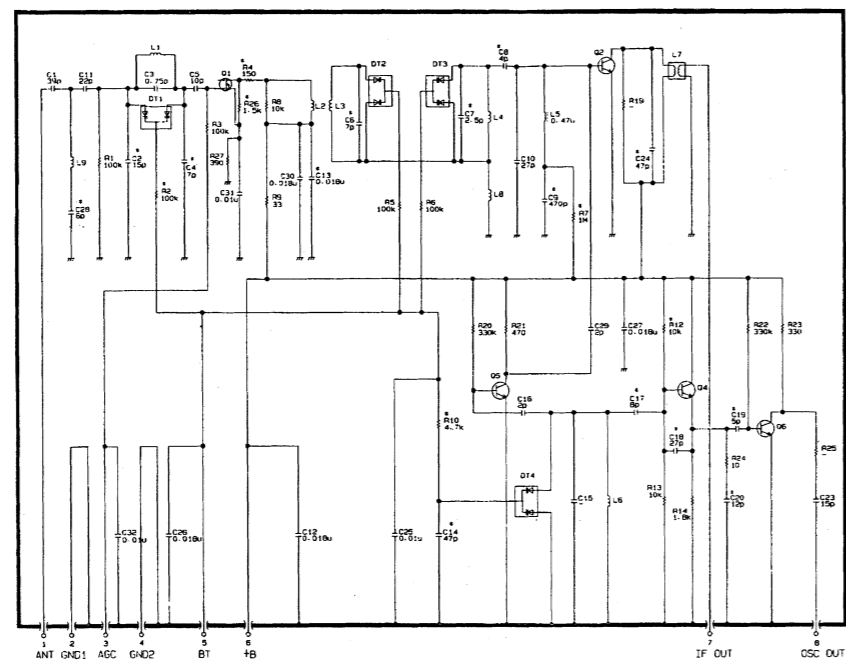 L1
C1
39p
C11
22p
C3
0.75p
C5
10p
Q1
*
R4
150
DT1
DT2
DT3
*
C8
4p
Q2
L7
*
R26
1.5k
R8
10k
L2
L3
*
C6
7p
*
C7
2.5p
L4
L5
0.47u
R19
-
*
C24
47p
R3
100k
L9
R1
100k
*
C2
15p
*
C4
7p
R27
390
C30
0.018u
*
C13
0.018u
C10
27p
*
C28
6p
*
R2
100k
C31
0.01u
R9
33
R5
100k
R6
100k
L8
*
C9
470p
*
R7
1M
R20
330k
R21
470
C29
2p
C27
0.018u
*
R12
10k
R22
330k
R23
330
Q5
C16
2p
*
C17
8p
Q4
*
R10
4.7k
*
C18
27p
*
C19
5p
Q6
R24
10
R25
-
DT4
C15
-
L6
R13
10k
R14
1.8k
*
C20
12p
C23
15p
C32
0.01u
C26
0.018u
C12
0.018u
C25
0.01u
*
C14
47p
1
2
3
4
5
6
7
8
ANT
GND1
AGC
GND2
BT
+B
IF OUT
OSC OUT